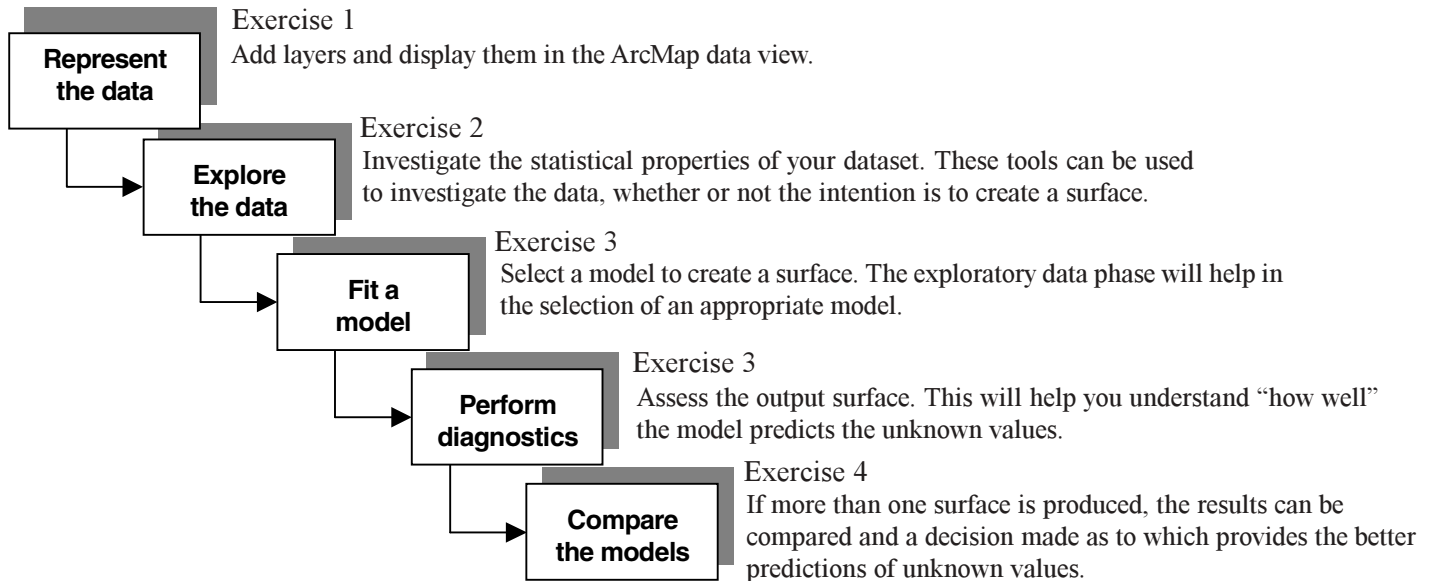 Exercise 1
Represent
the data
Add layers and display them in the ArcMap data view.
Exercise 2
Explore
the data
Investigate the statistical properties of your dataset. These tools can be used
to investigate the data, whether or not the intention is to create a surface.
Exercise 3
Fit a
model
Select a model to create a surface. The exploratory data phase will help in
the selection of an appropriate model.
Exercise 3
Perform
diagnostics
Assess the output surface. This will help you understand “how well”
the model predicts the unknown values.
Exercise 4
Compare
the models
If more than one surface is produced, the results can be
compared and a decision made as to which provides the better
predictions of unknown values.